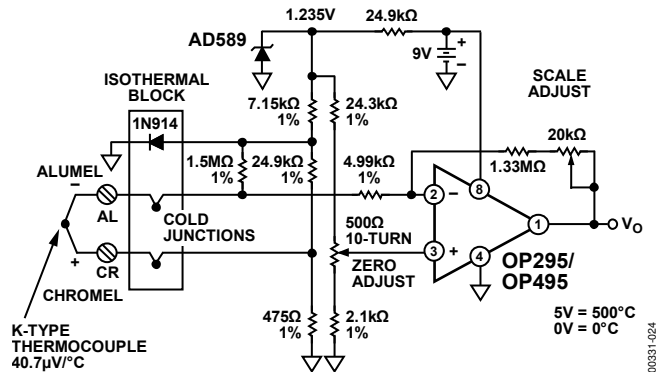 1.235V
24.9kΩ
AD589
9V
+
–
ISOTHERMAL
BLOCK
SCALE
ADJUST
7.15kΩ
1%
24.3kΩ
1%
1N914
1.5MΩ
1%
24.9kΩ
1%
4.99kΩ
1%
1.33MΩ
20kΩ
ALUMEL
–
AL
COLD
JUNCTIONS
2
–
8
1
VO
500Ω
10-TURN
3
+
4
ZERO
ADJUST
OP295/
OP495
+
CR
CHROMEL
475Ω
1%
2.1kΩ
1%
5V = 500°C
0V = 0°C
K-TYPE
THERMOCOUPLE
40.7µV/°C
00331-024